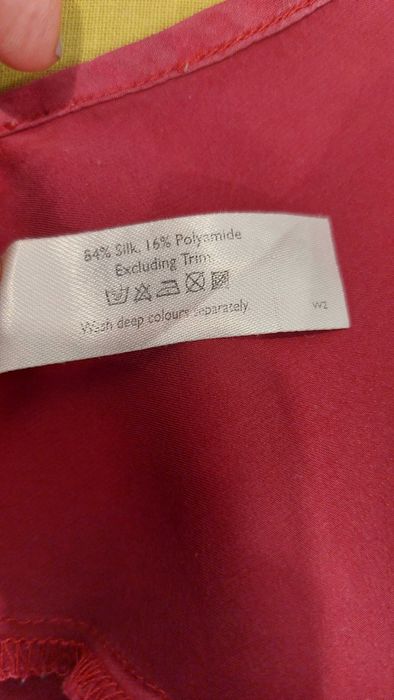 84% Silk, 16% Polyamide
Excluding Trim
Wash deep colours separately
W2